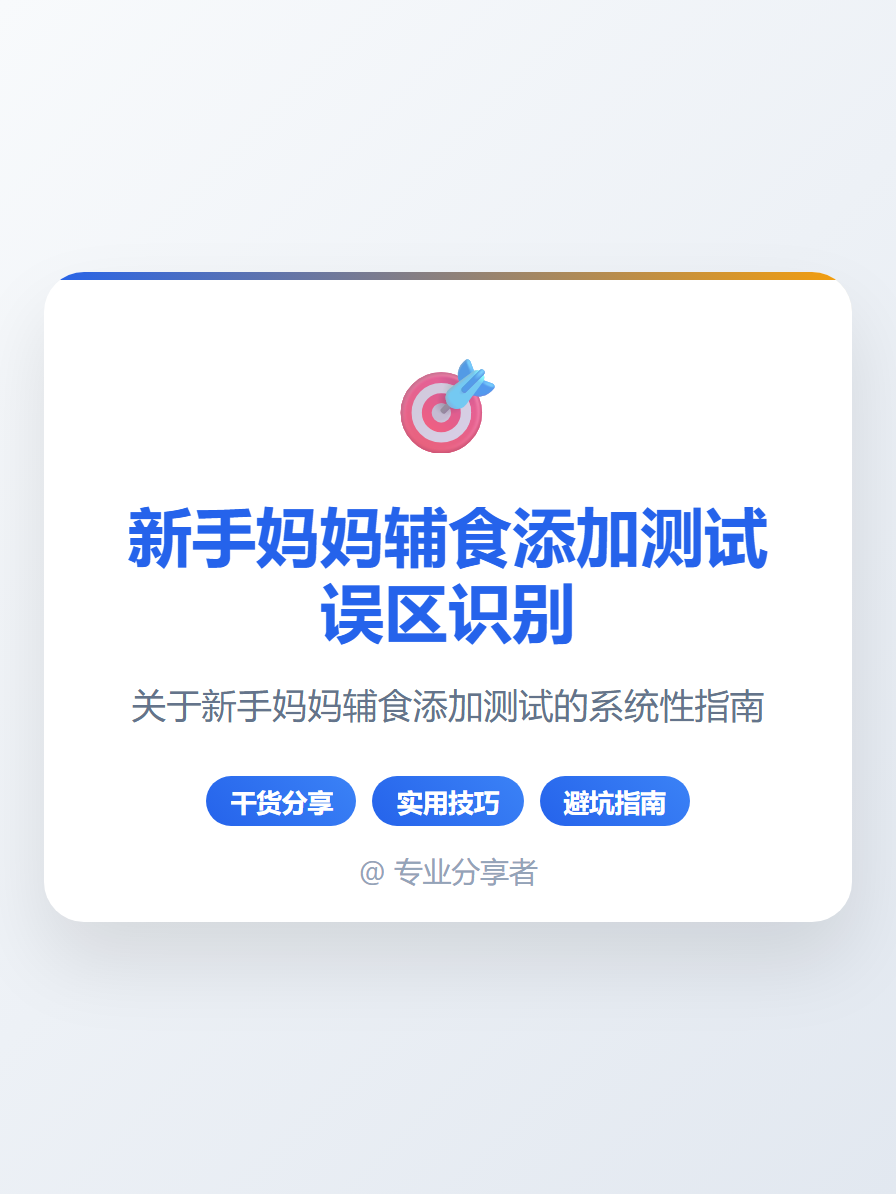 新手妈妈辅食添加测试
误区识别
关于新手妈妈辅食添加测试的系统性指南
干货分享 实用技巧 避坑指南
@ 专业分享者